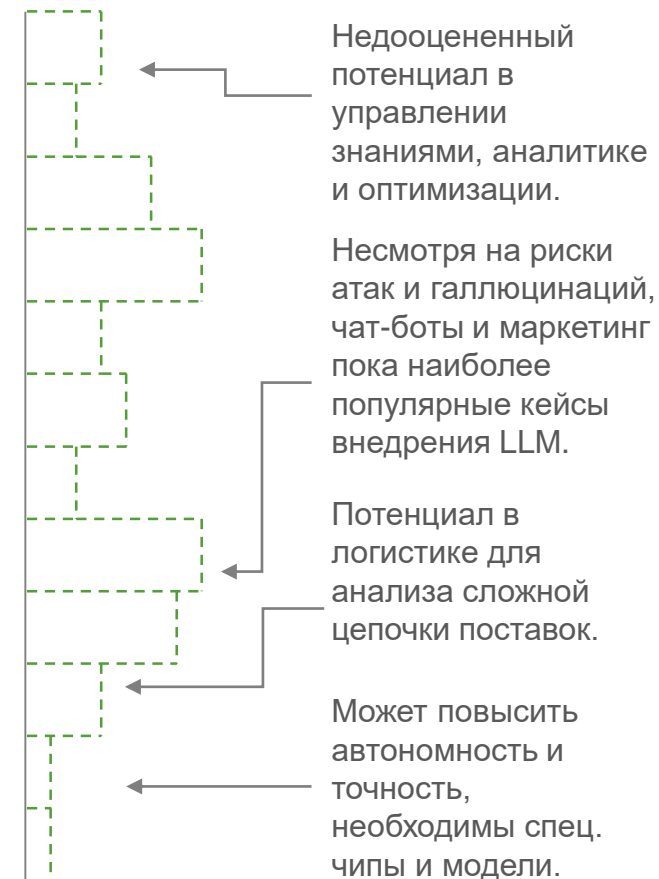 Недооцененный
потенциал в
управлении
знаниями, аналитике
и оптимизации.
Несмотря на риски
атак и галлюцинаций,
чат-боты и маркетинг
пока наиболее
популярные кейсы
внедрения LLM.
Потенциал в
логистике для
анализа сложной
цепочки поставок.
Может повысить
автономность и
точность,
необходимы спец.
чипы и модели.